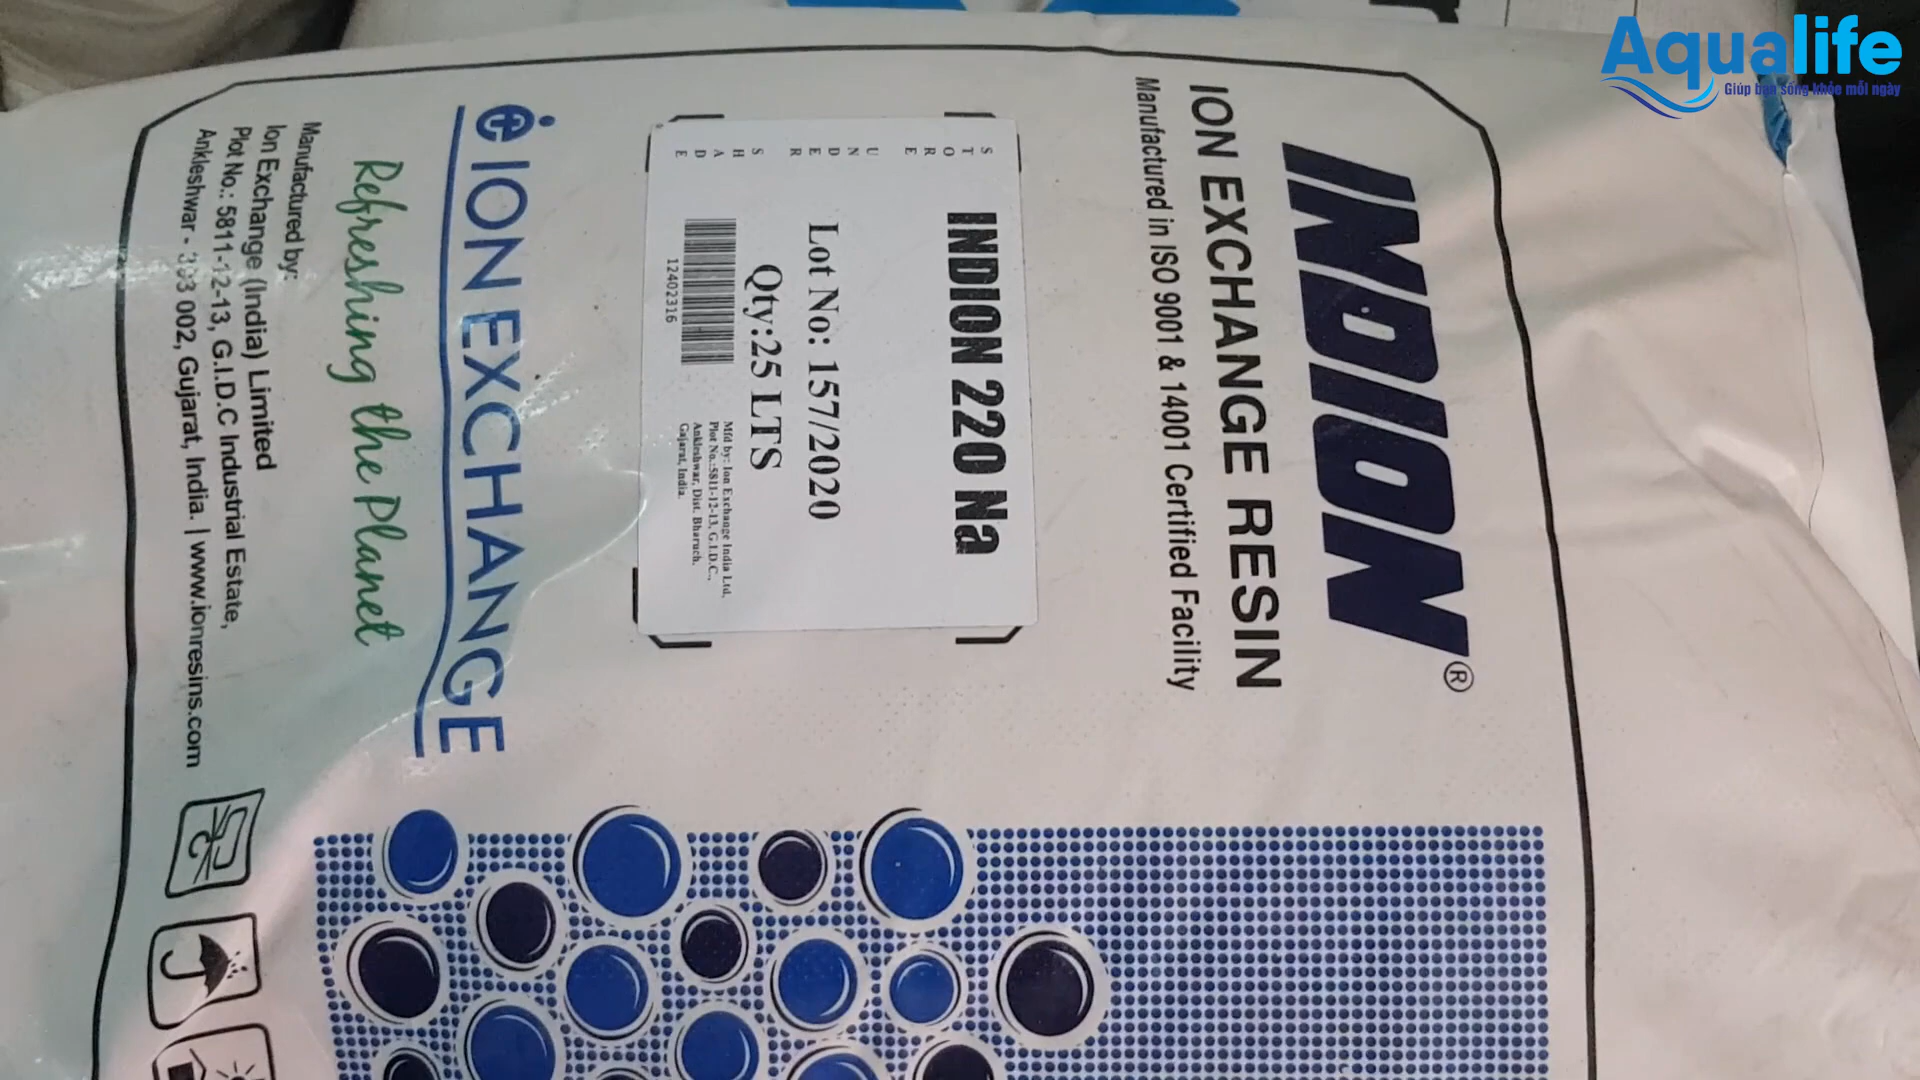 Aqualife
Giúp bạn sống khỏe mỗi ngày
INDION®
ION EXCHANGE RESIN
Manufactured in ISO 9001 & 14001 Certified Facility
STORE
UNDER
SHADE
INDION 220 Na
Lot No: 157/2020
Qty:25 LTS
12402316
Mfd by: Ion Exchange India Ltd,
Plot No.:5811-12-13, G.I.D.C.,
Ankleshwar, Dist. Bharuch.
Gujarat, India.
ION EXCHANGE
Refreshing the Planet
Manufactured by:
Ion Exchange (India) Limited
Plot No.: 5811-12-13, G.I.D.C Industrial Estate,
Ankleshwar - 393 002, Gujarat, India. | www.ionresins.com